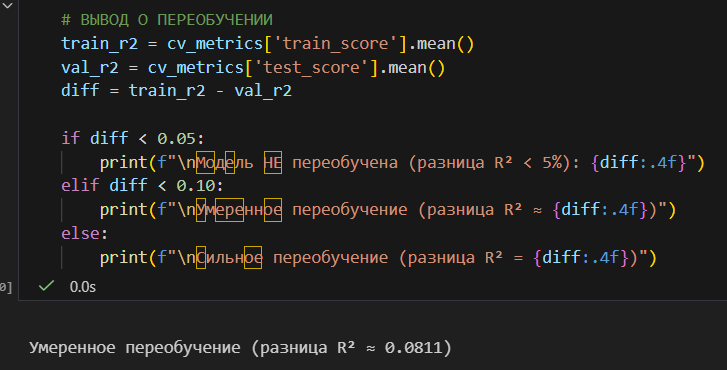 # ВЫВОД О ПЕРЕОБУЧЕНИИ
train_r2 = cv_metrics['train_score'].mean()
val_r2 = cv_metrics['test_score'].mean()
diff = train_r2 - val_r2
if diff < 0.05:
print(f"\nМодель НЕ переобучена (разница R² < 5%): {diff:.4f}")
elif diff < 0.10:
print(f"\nУмеренное переобучение (разница R² ≈ {diff:.4f})")
else:
print(f"\nСильное переобучение (разница R² = {diff:.4f})")
0]
0.0s
Умеренное переобучение (разница R² ≈ 0.0811)